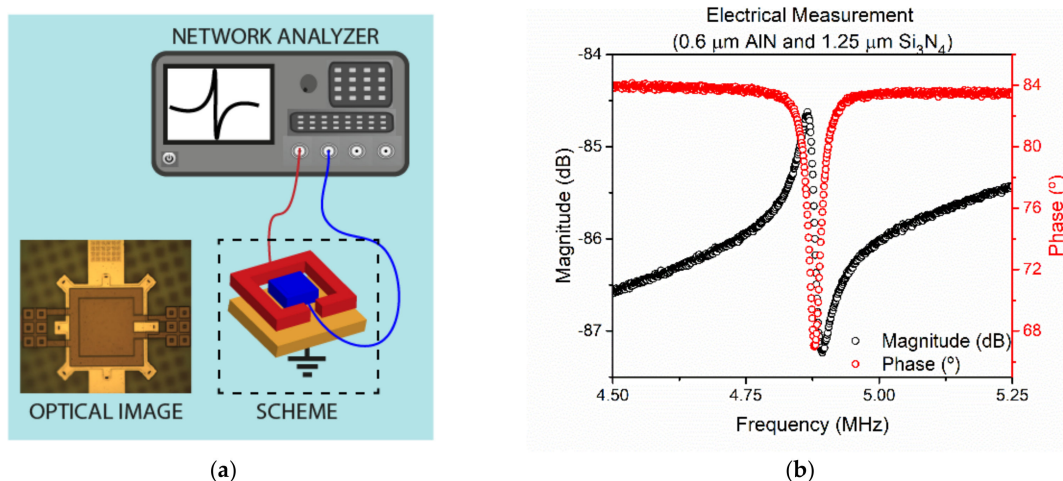 NETWORK ANALYZER
OPTICAL IMAGE
SCHEME
(a)
Electrical Measurement
(0.6 μm AlN and 1.25 μm Si₃N₄)
-84
-85
-86
-87
Magnitude (dB)
84
80
76
72
68
Phase (º)
Magnitude (dB)
Phase (º)
4.50
4.75
5.00
5.25
Frequency (MHz)
(b)